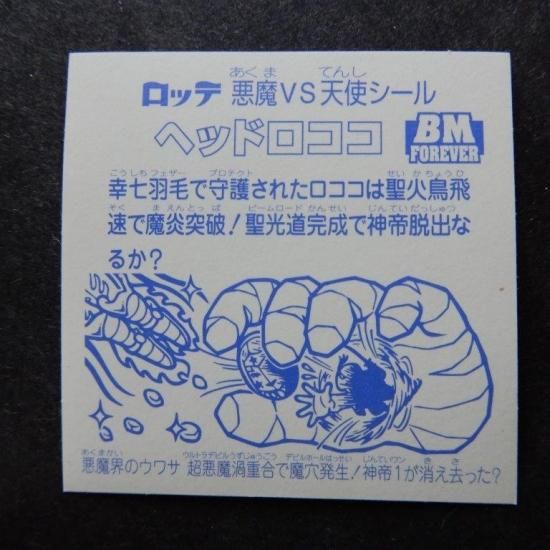 あくま てんし
ロッテ 悪魔VS天使シール
ヘッドロココ
BM
FOREVER
こうしちフェザー プロテクト せいかちょうひ
幸七羽毛で守護されたロココは聖火鳥飛
そく まえんとっぱ ビームロードかんせい じんていだっしゅつ
速で魔炎突破!聖光道完成で神帝脱出な
るか?
あくまかい ウルトラデビルうずじゅうごう デビルホールはっせい じんていワン き さ
悪魔界のウワサ 超悪魔渦重合で魔穴発生!神帝1が消え去った?